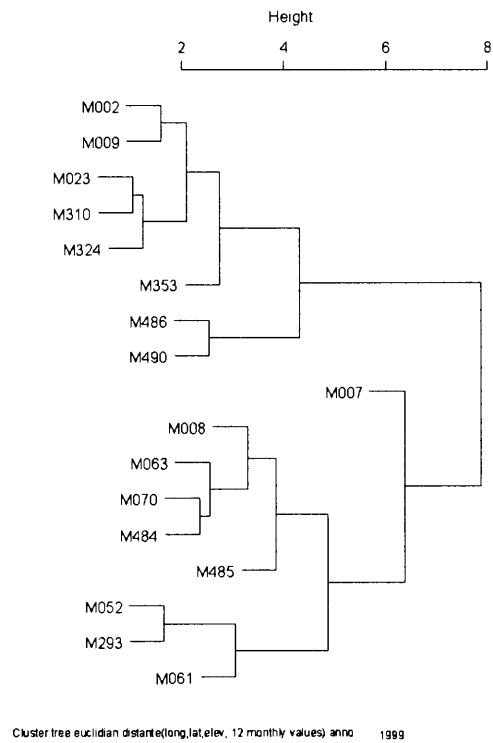 Height
2 4 6 8
M002
M009
M023
M310
M324
M353
M486
M490
M007
M008
M063
M070
M484
M485
M052
M293
M061
Cluster tree euclidian distante(long,lat,elev, 12 monthly values) anno 1999